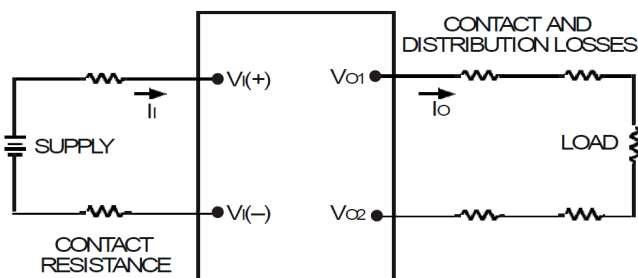 CONTACT AND
DISTRIBUTION LOSSES
VI(+)
VO1
II
IO
SUPPLY
LOAD
VI(–)
VO2
CONTACT
RESISTANCE